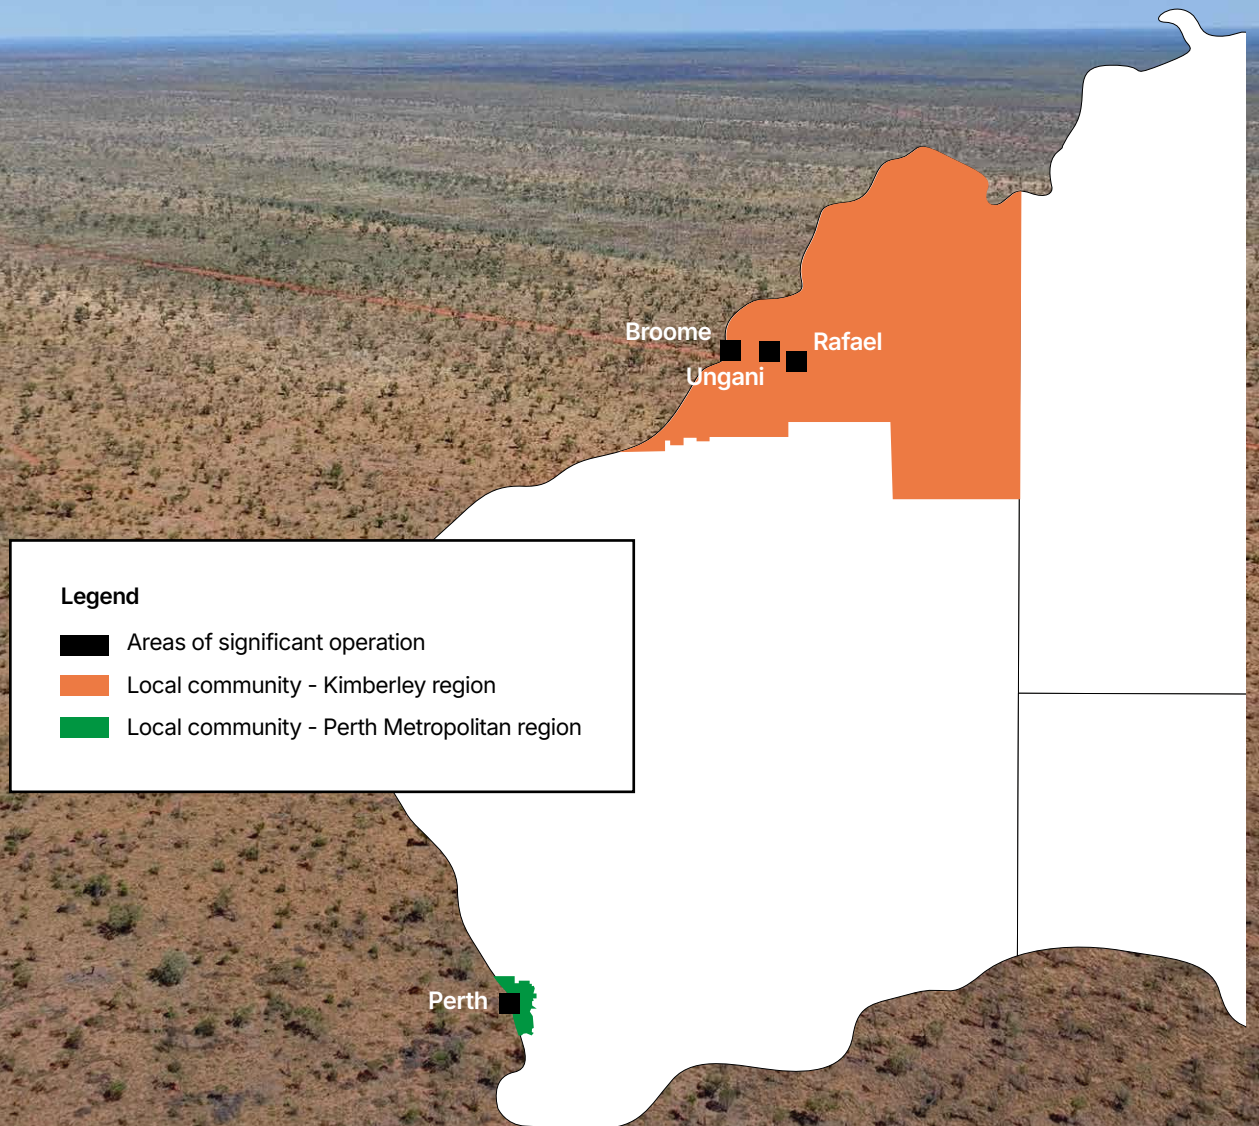 Broome
Rafael
Ungani
Legend
Areas of significant operation
Local community - Kimberley region
Local community - Perth Metropolitan region
Perth